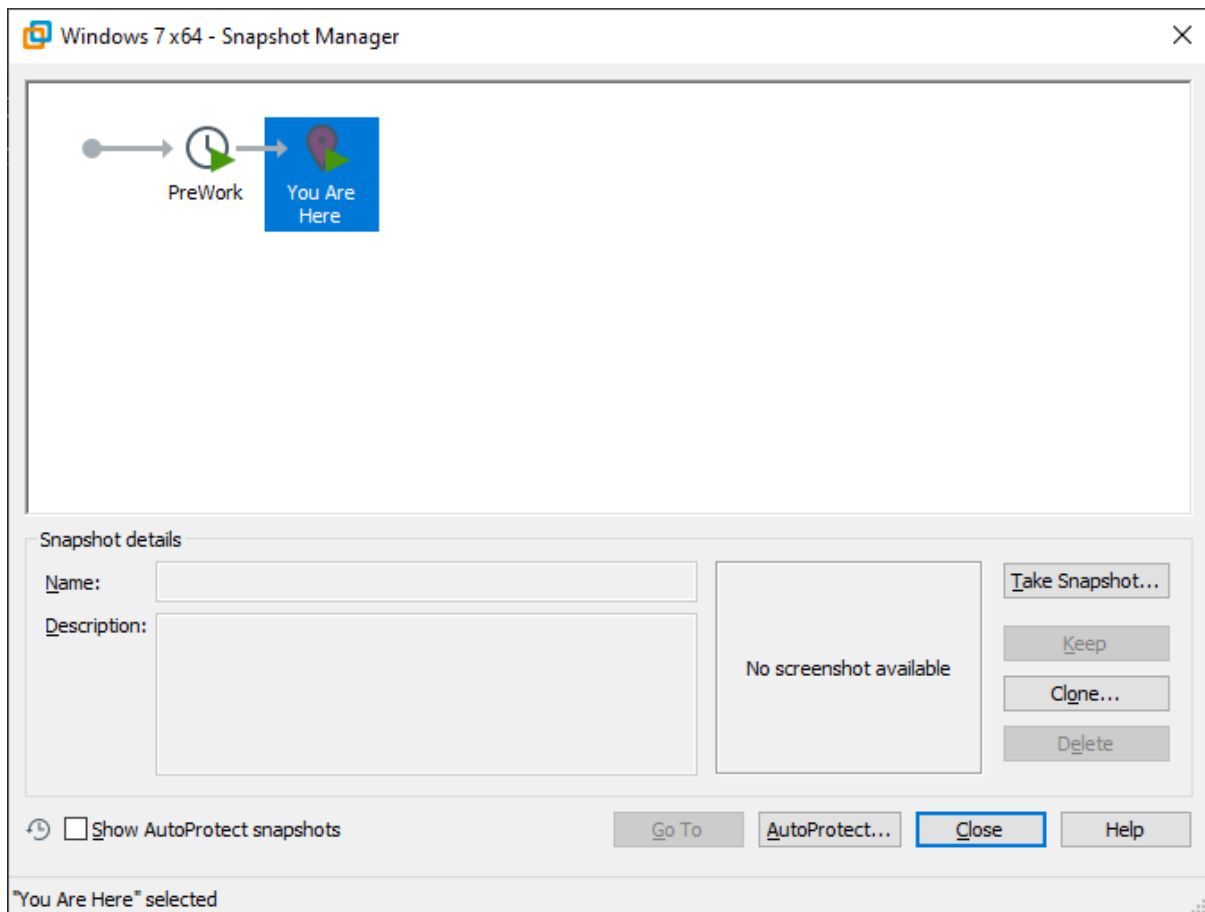 Windows 7 x64 - Snapshot Manager
PreWork
You Are
Here
Snapshot details
Name:
Description:
No screenshot available
Take Snapshot...
Keep
Clone...
Delete
Show AutoProtect snapshots
Go To
AutoProtect...
Close
Help
"You Are Here" selected